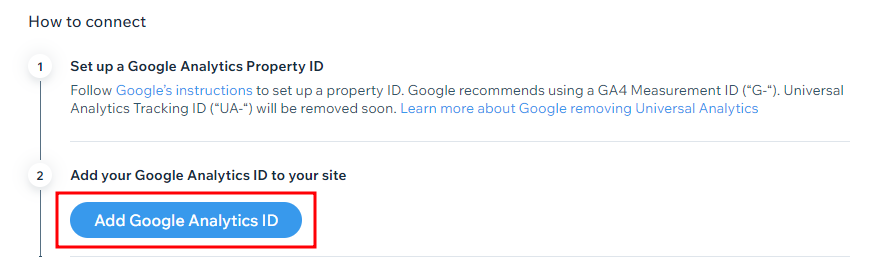 How to connect
1
Set up a Google Analytics Property ID
Follow Google's instructions to set up a property ID. Google recommends using a GA4 Measurement ID (“G-“). Universal
Analytics Tracking ID (“UA-“) will be removed soon. Learn more about Google removing Universal Analytics
2
Add your Google Analytics ID to your site
Add Google Analytics ID